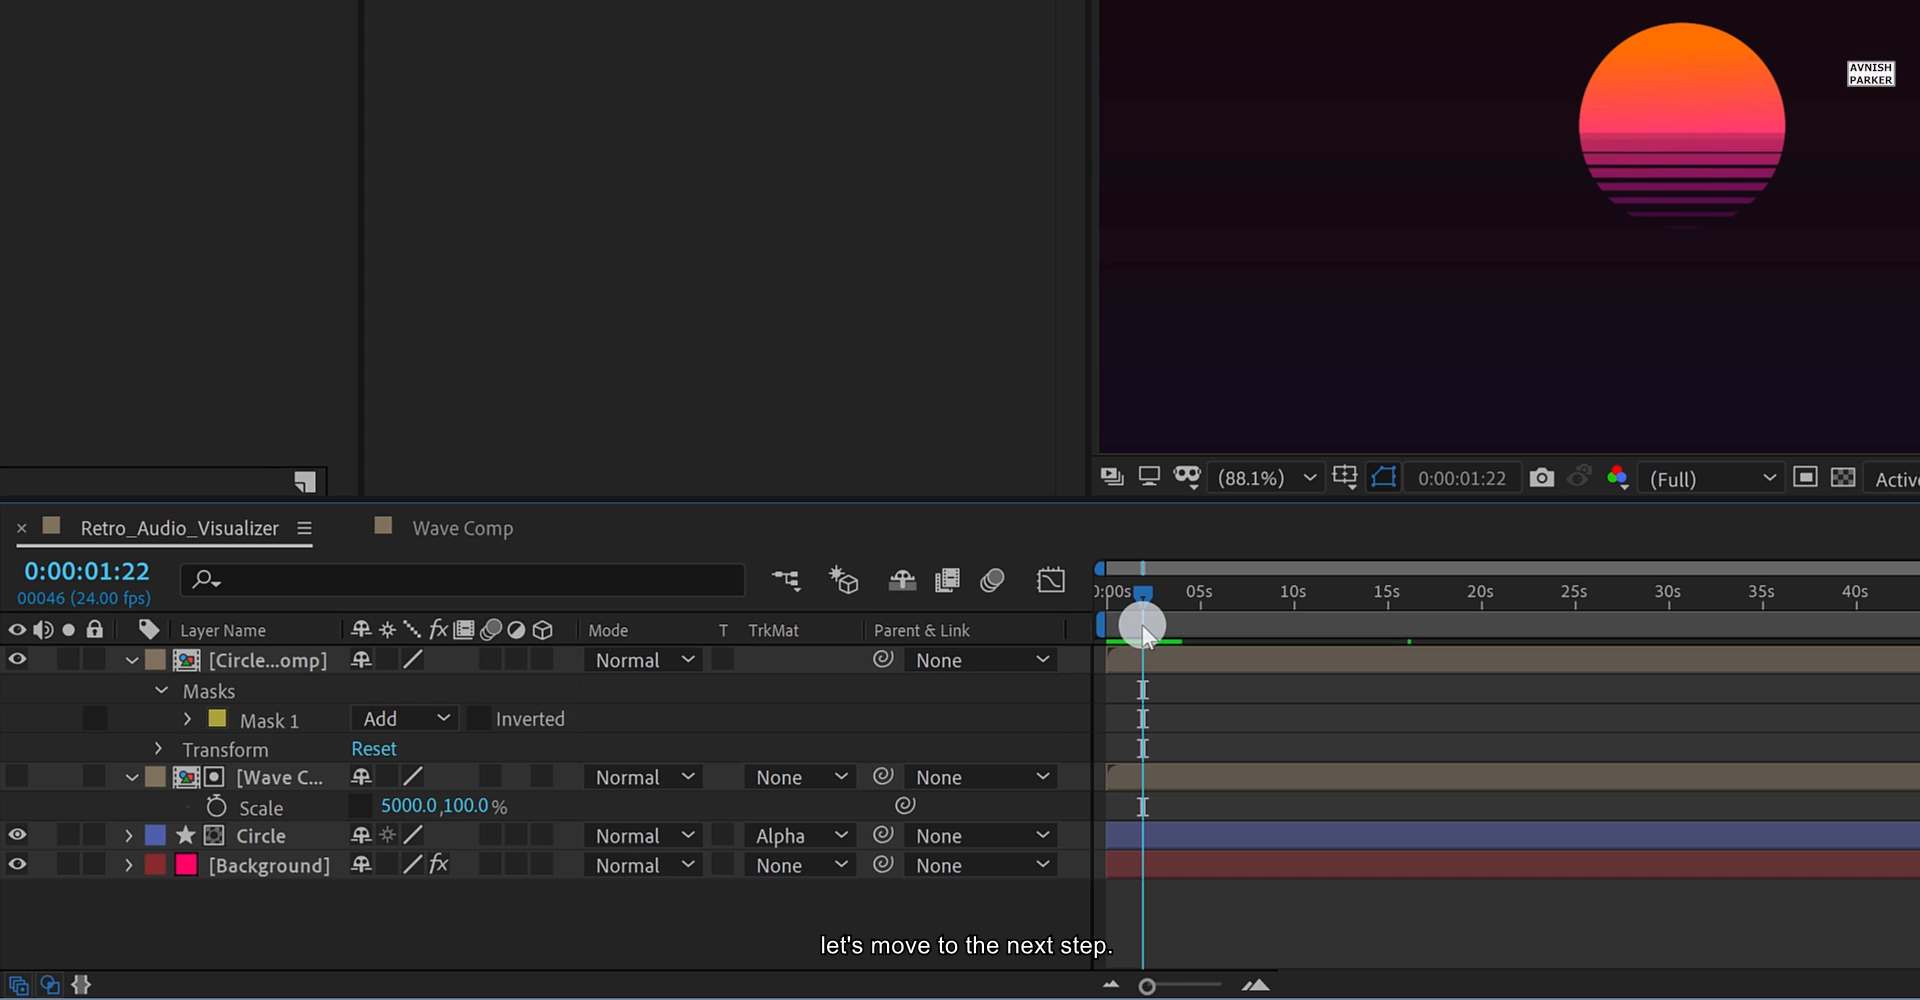 AVNISH
PARKER
(88.1%)
0:00:01:22
(Full)
Active
Retro_Audio_Visualizer
Wave Comp
0:00:01:22
00046 (24.00 fps)
:00s 05s 10s 15s 20s 25s 30s 35s 40s
Layer Name fx Mode T TrkMat Parent & Link
[Circle...omp] Normal None
Masks
Mask 1 Add Inverted
Transform Reset
[Wave C... Normal None None
Scale 5000.0,100.0%
Circle Normal Alpha None
[Background] fx Normal None None
let's move to the next step.